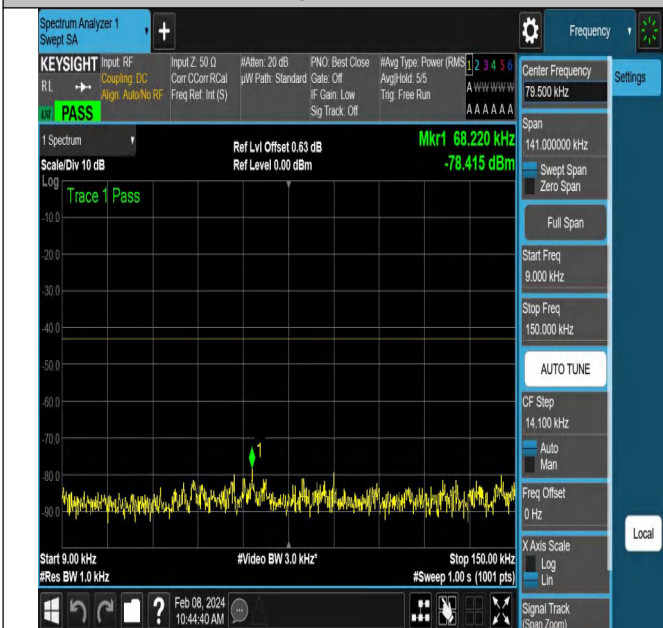 Spectrum Analyzer 1
Swept SA
Frequency
KEYSIGHT
RL
PASS
Input: RF
Coupling: DC
Align: Auto/No RF
Input Z: 50 Ω
Corr CCorr RCal
Freq Ref: Int (S)
#Atten: 20 dB
µW Path: Standard
PNO: Best Close
Gate: Off
IF Gain: Low
Sig Track: Off
#Avg Type: Power (RMS
Avg|Hold: 5/5
Trig: Free Run
1 2 3 4 5 6
A W W W W W
A A A A A A
1 Spectrum
Scale/Div 10 dB
Ref Lvl Offset 0.63 dB
Ref Level 0.00 dBm
Mkr1 68.220 kHz
-78.415 dBm
Log
Trace 1 Pass
-10.0
-20.0
-30.0
-40.0
-50.0
-60.0
-70.0
-80.0
-90.0
1
Start 9.00 kHz
#Res BW 1.0 kHz
#Video BW 3.0 kHz*
Stop 150.00 kHz
#Sweep 1.00 s (1001 pts)
Center Frequency
79.500 kHz
Settings
Span
141.000000 kHz
Swept Span
Zero Span
Full Span
Start Freq
9.000 kHz
Stop Freq
150.000 kHz
AUTO TUNE
CF Step
14.100 kHz
Auto
Man
Freq Offset
0 Hz
Local
X Axis Scale
Log
Lin
Signal Track
(Span Zoom)
?
Feb 08, 2024
10:44:40 AM